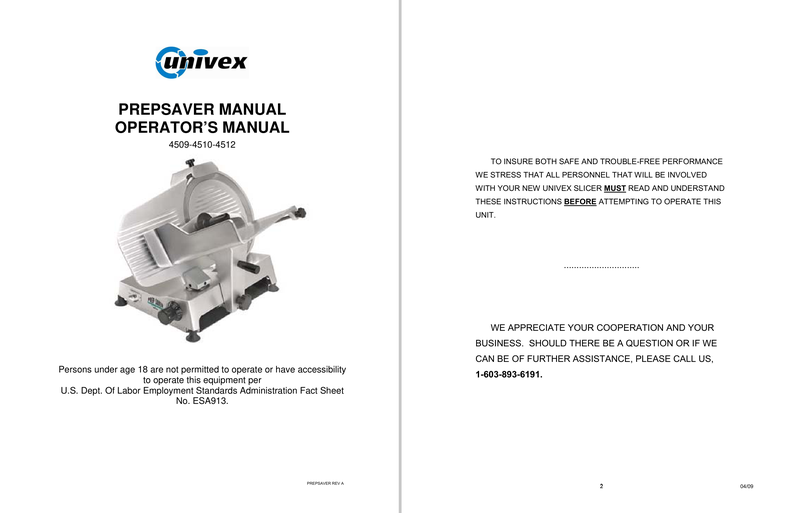 univex
PREPSAVER MANUAL
OPERATOR'S MANUAL
4509-4510-4512
Persons under age 18 are not permitted to operate or have accessibility
to operate this equipment per
U.S. Dept. Of Labor Employment Standards Administration Fact Sheet
No. ESA913.
PREPSAVER REV A
TO INSURE BOTH SAFE AND TROUBLE-FREE PERFORMANCE
WE STRESS THAT ALL PERSONNEL THAT WILL BE INVOLVED
WITH YOUR NEW UNIVEX SLICER MUST READ AND UNDERSTAND
THESE INSTRUCTIONS BEFORE ATTEMPTING TO OPERATE THIS
UNIT.
..............................
WE APPRECIATE YOUR COOPERATION AND YOUR
BUSINESS. SHOULD THERE BE A QUESTION OR IF WE
CAN BE OF FURTHER ASSISTANCE, PLEASE CALL US,
1-603-893-6191.
2
04/09